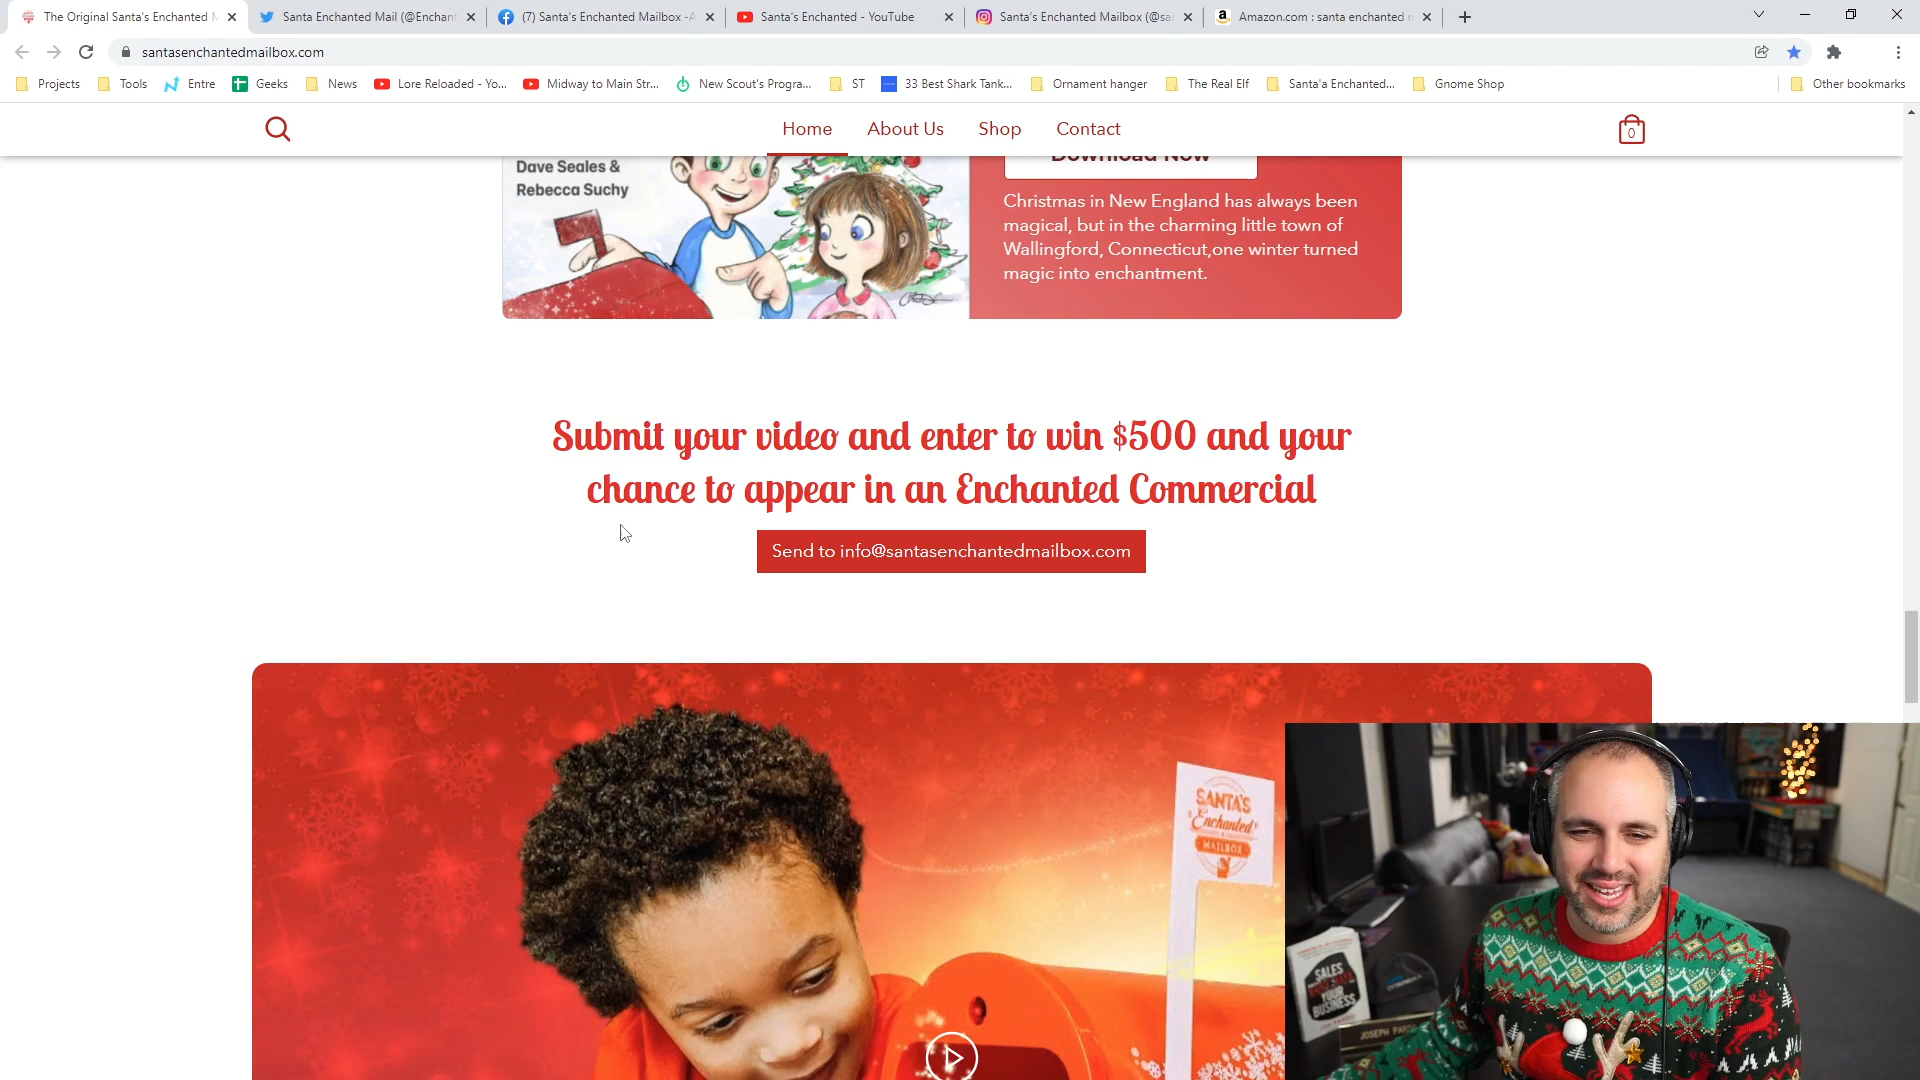 The Original Santa's Enchanted M
Santa Enchanted Mail (@Enchant
(7) Santa's Enchanted Mailbox -A
Santa's Enchanted - YouTube
Santa's Enchanted Mailbox (@sa
Amazon.com : santa enchanted
santasenchantedmailbox.com
Projects
Tools
Entre
Geeks
News
Lore Reloaded - Yo...
Midway to Main Str...
New Scout's Progra...
ST
33 Best Shark Tank...
Ornament hanger
The Real Elf
Santa'a Enchanted...
Gnome Shop
Other bookmarks
Home
About Us
Shop
Contact
0
Dave Seales &
Rebecca Suchy
Download Now
Christmas in New England has always been
magical, but in the charming little town of
Wallingford, Connecticut,one winter turned
magic into enchantment.
Submit your video and enter to win $500 and your
chance to appear in an Enchanted Commercial
Send to info@santasenchantedmailbox.com
SANTA'S
Enchanted
MAILBOX
SALES
YOUR
BUSINESS
JOSEPH